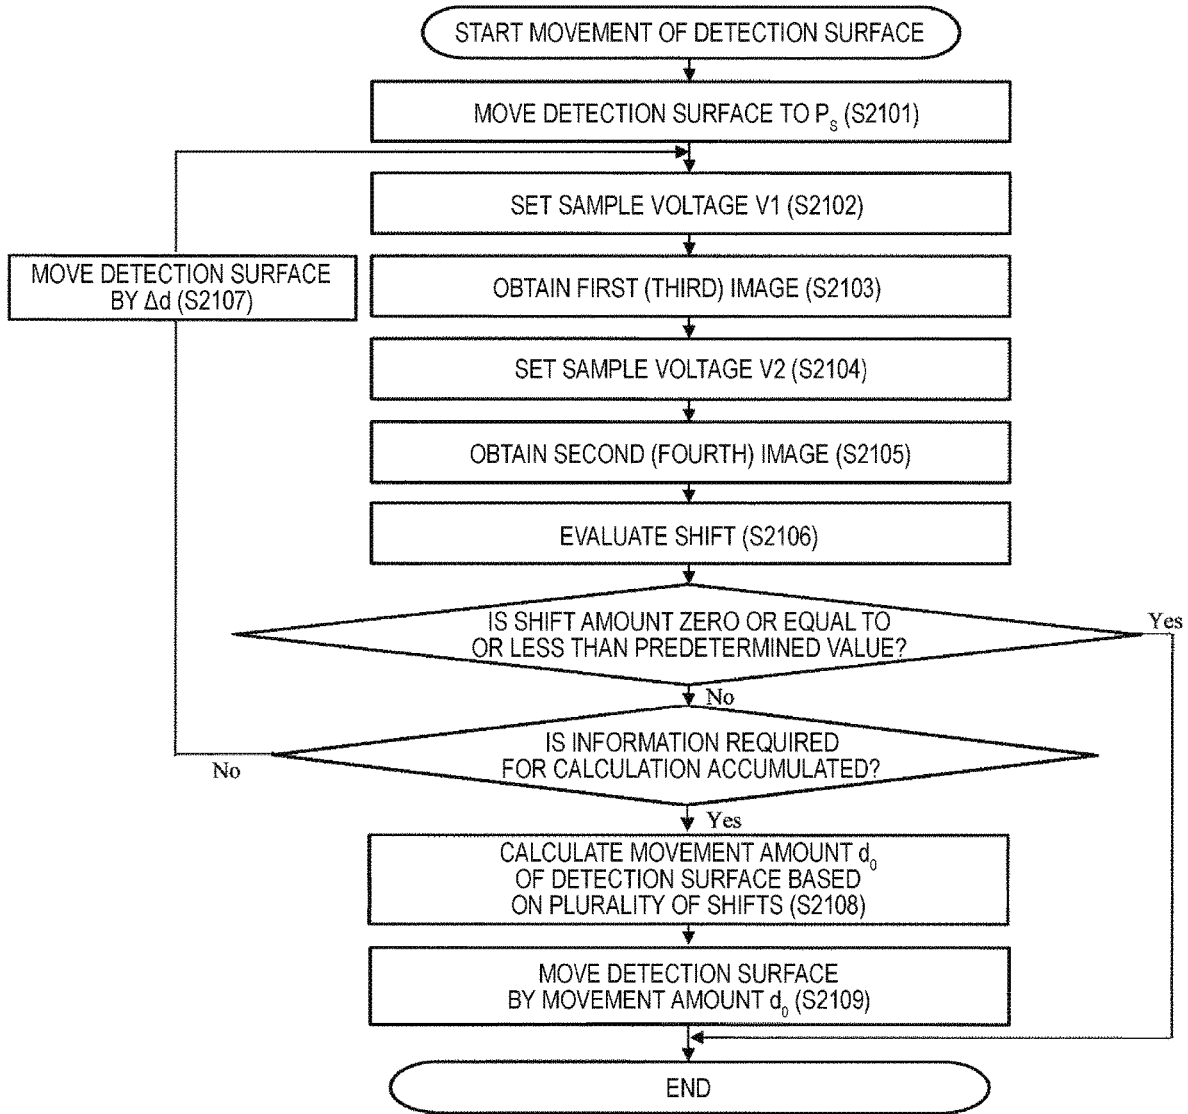 START MOVEMENT OF DETECTION SURFACE
MOVE DETECTION SURFACE TO Pₛ (S2101)
SET SAMPLE VOLTAGE V1 (S2102)
MOVE DETECTION SURFACE
BY Δd (S2107)
OBTAIN FIRST (THIRD) IMAGE (S2103)
SET SAMPLE VOLTAGE V2 (S2104)
OBTAIN SECOND (FOURTH) IMAGE (S2105)
EVALUATE SHIFT (S2106)
IS SHIFT AMOUNT ZERO OR EQUAL TO
OR LESS THAN PREDETERMINED VALUE?
Yes
No
IS INFORMATION REQUIRED
FOR CALCULATION ACCUMULATED?
No
Yes
CALCULATE MOVEMENT AMOUNT d₀
OF DETECTION SURFACE BASED
ON PLURALITY OF SHIFTS (S2108)
MOVE DETECTION SURFACE
BY MOVEMENT AMOUNT d₀ (S2109)
END